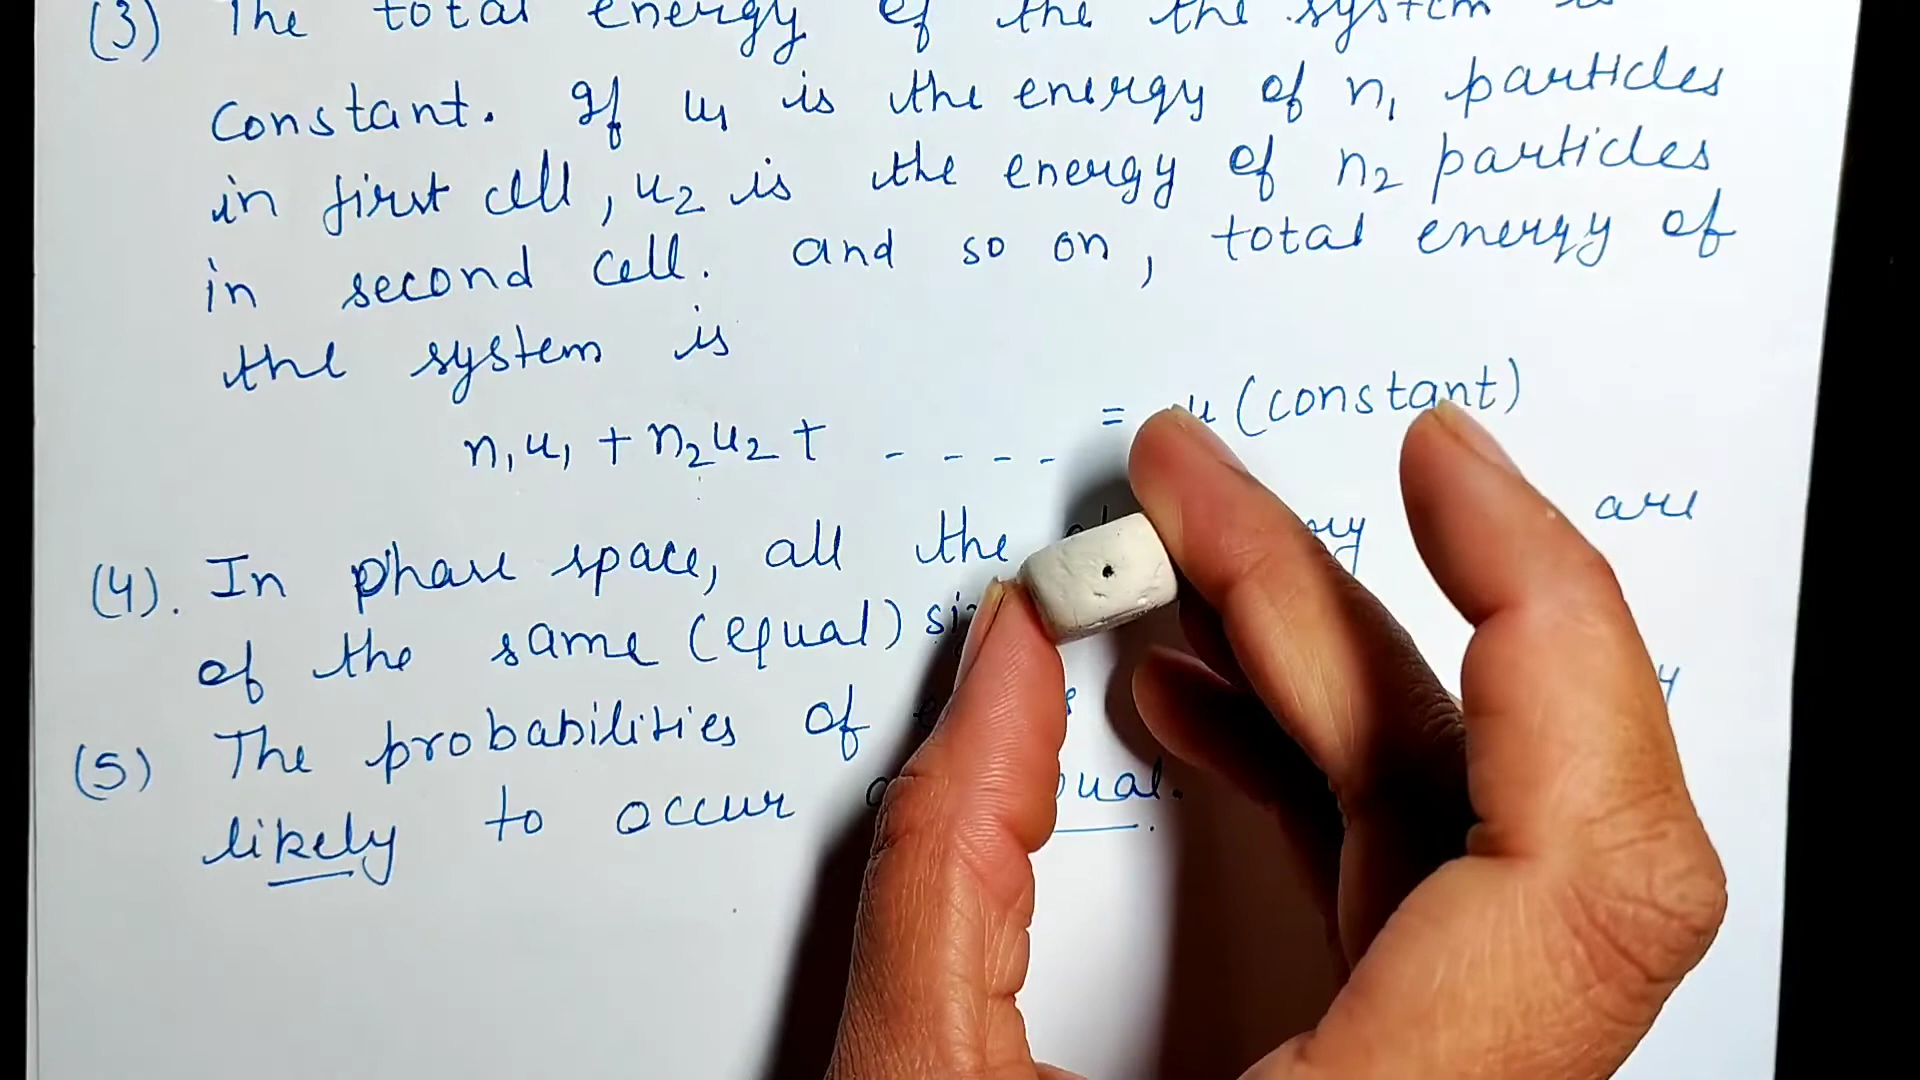 (3) The total energy of the the system is
constant. If u1 is the energy of n1 particles
in first cell, u2 is the energy of n2 particles
in second cell. and so on, total energy of
the system is
n1u1 + n2u2 + - - - - = u (constant)
(4). In phase space, all the are
of the same (equal)
(5) The probabilities of
likely to occur